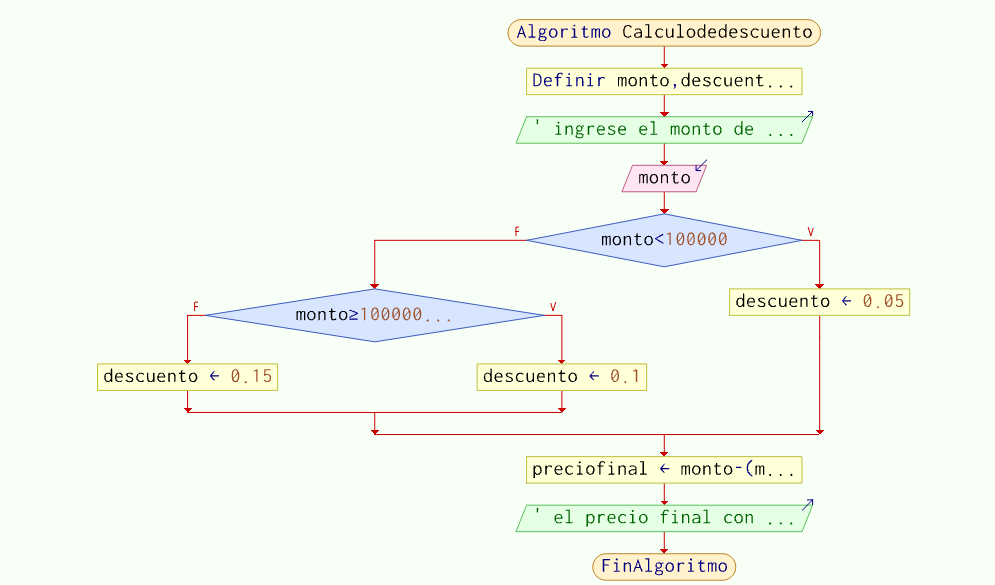 Algoritmo Calculodedescuento
Definir monto,descuent...
' ingrese el monto de ...
monto
F
monto<100000
V
descuento ← 0.05
F
monto≥100000...
V
descuento ← 0.15
descuento ← 0.1
preciofinal ← monto-(m...
' el precio final con ...
FinAlgoritmo